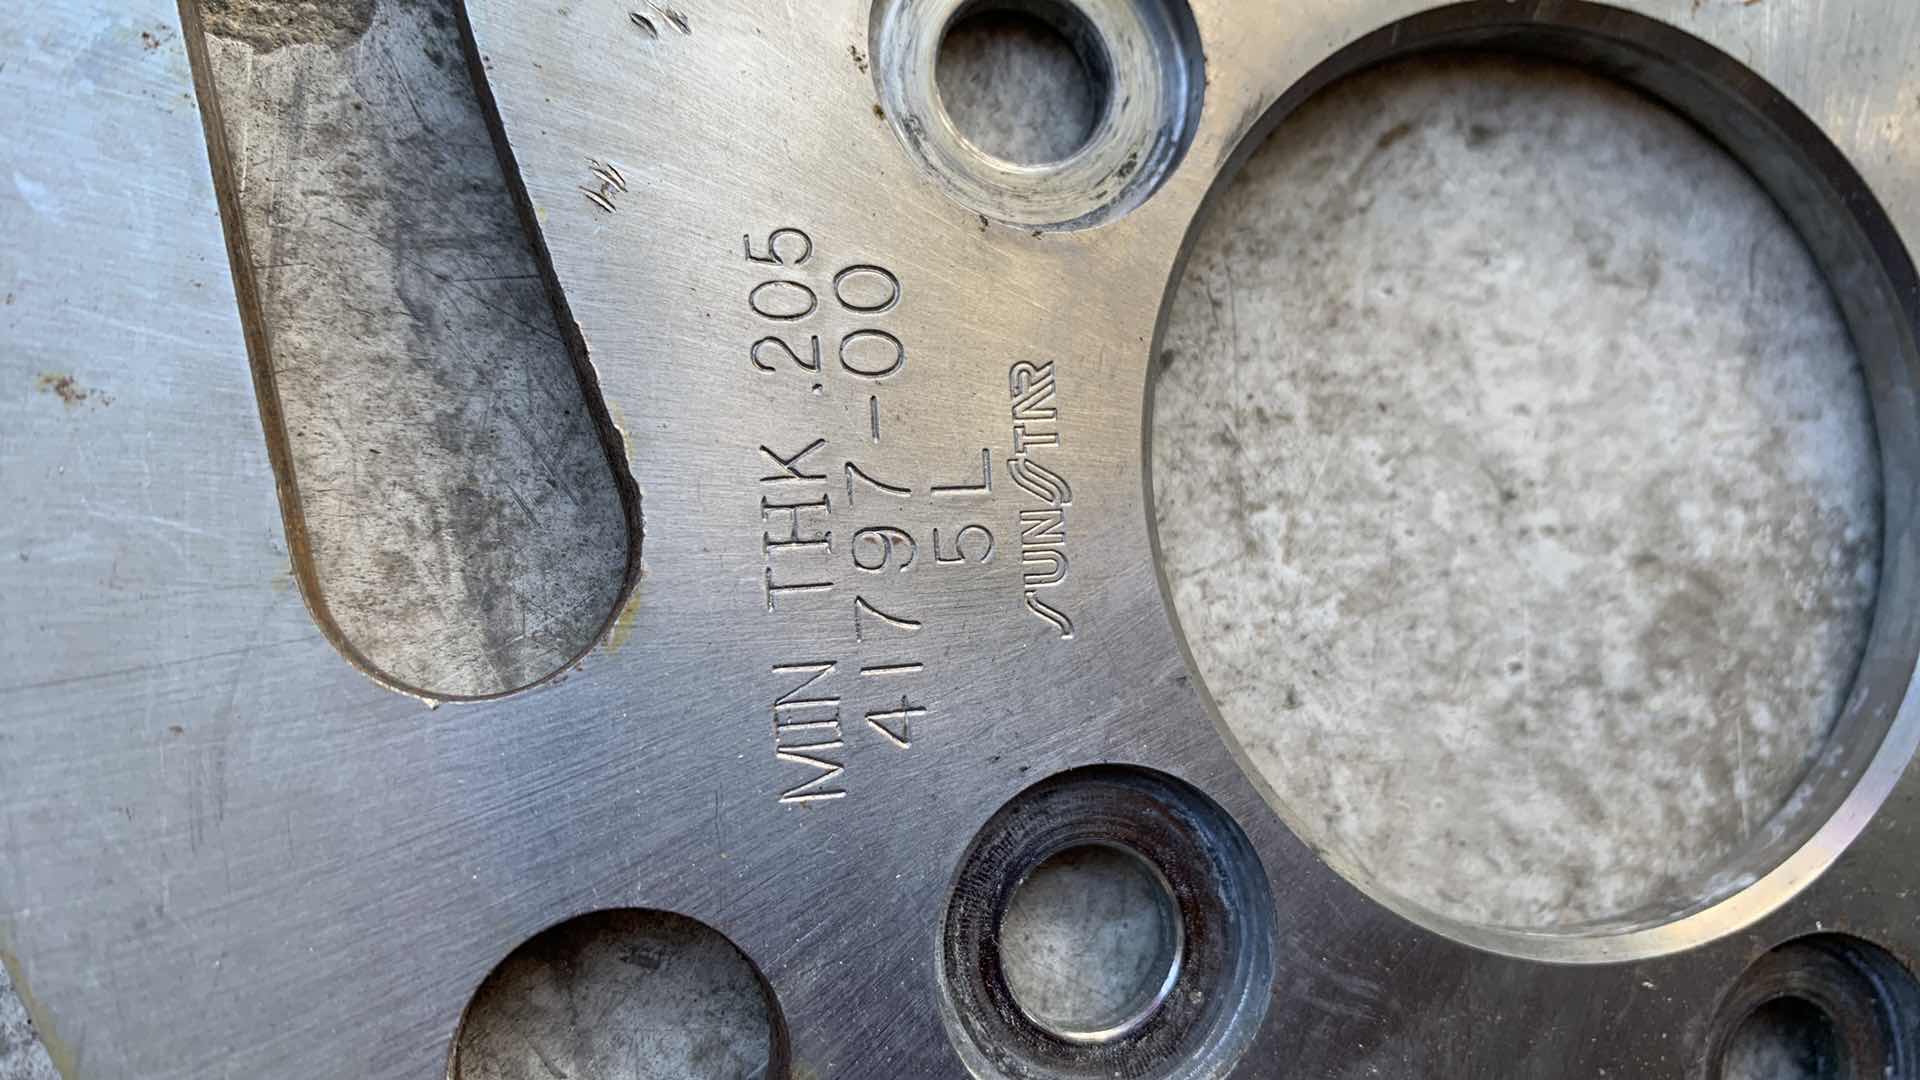 MIN THK .205
41797-00
5L
SUNSTAR